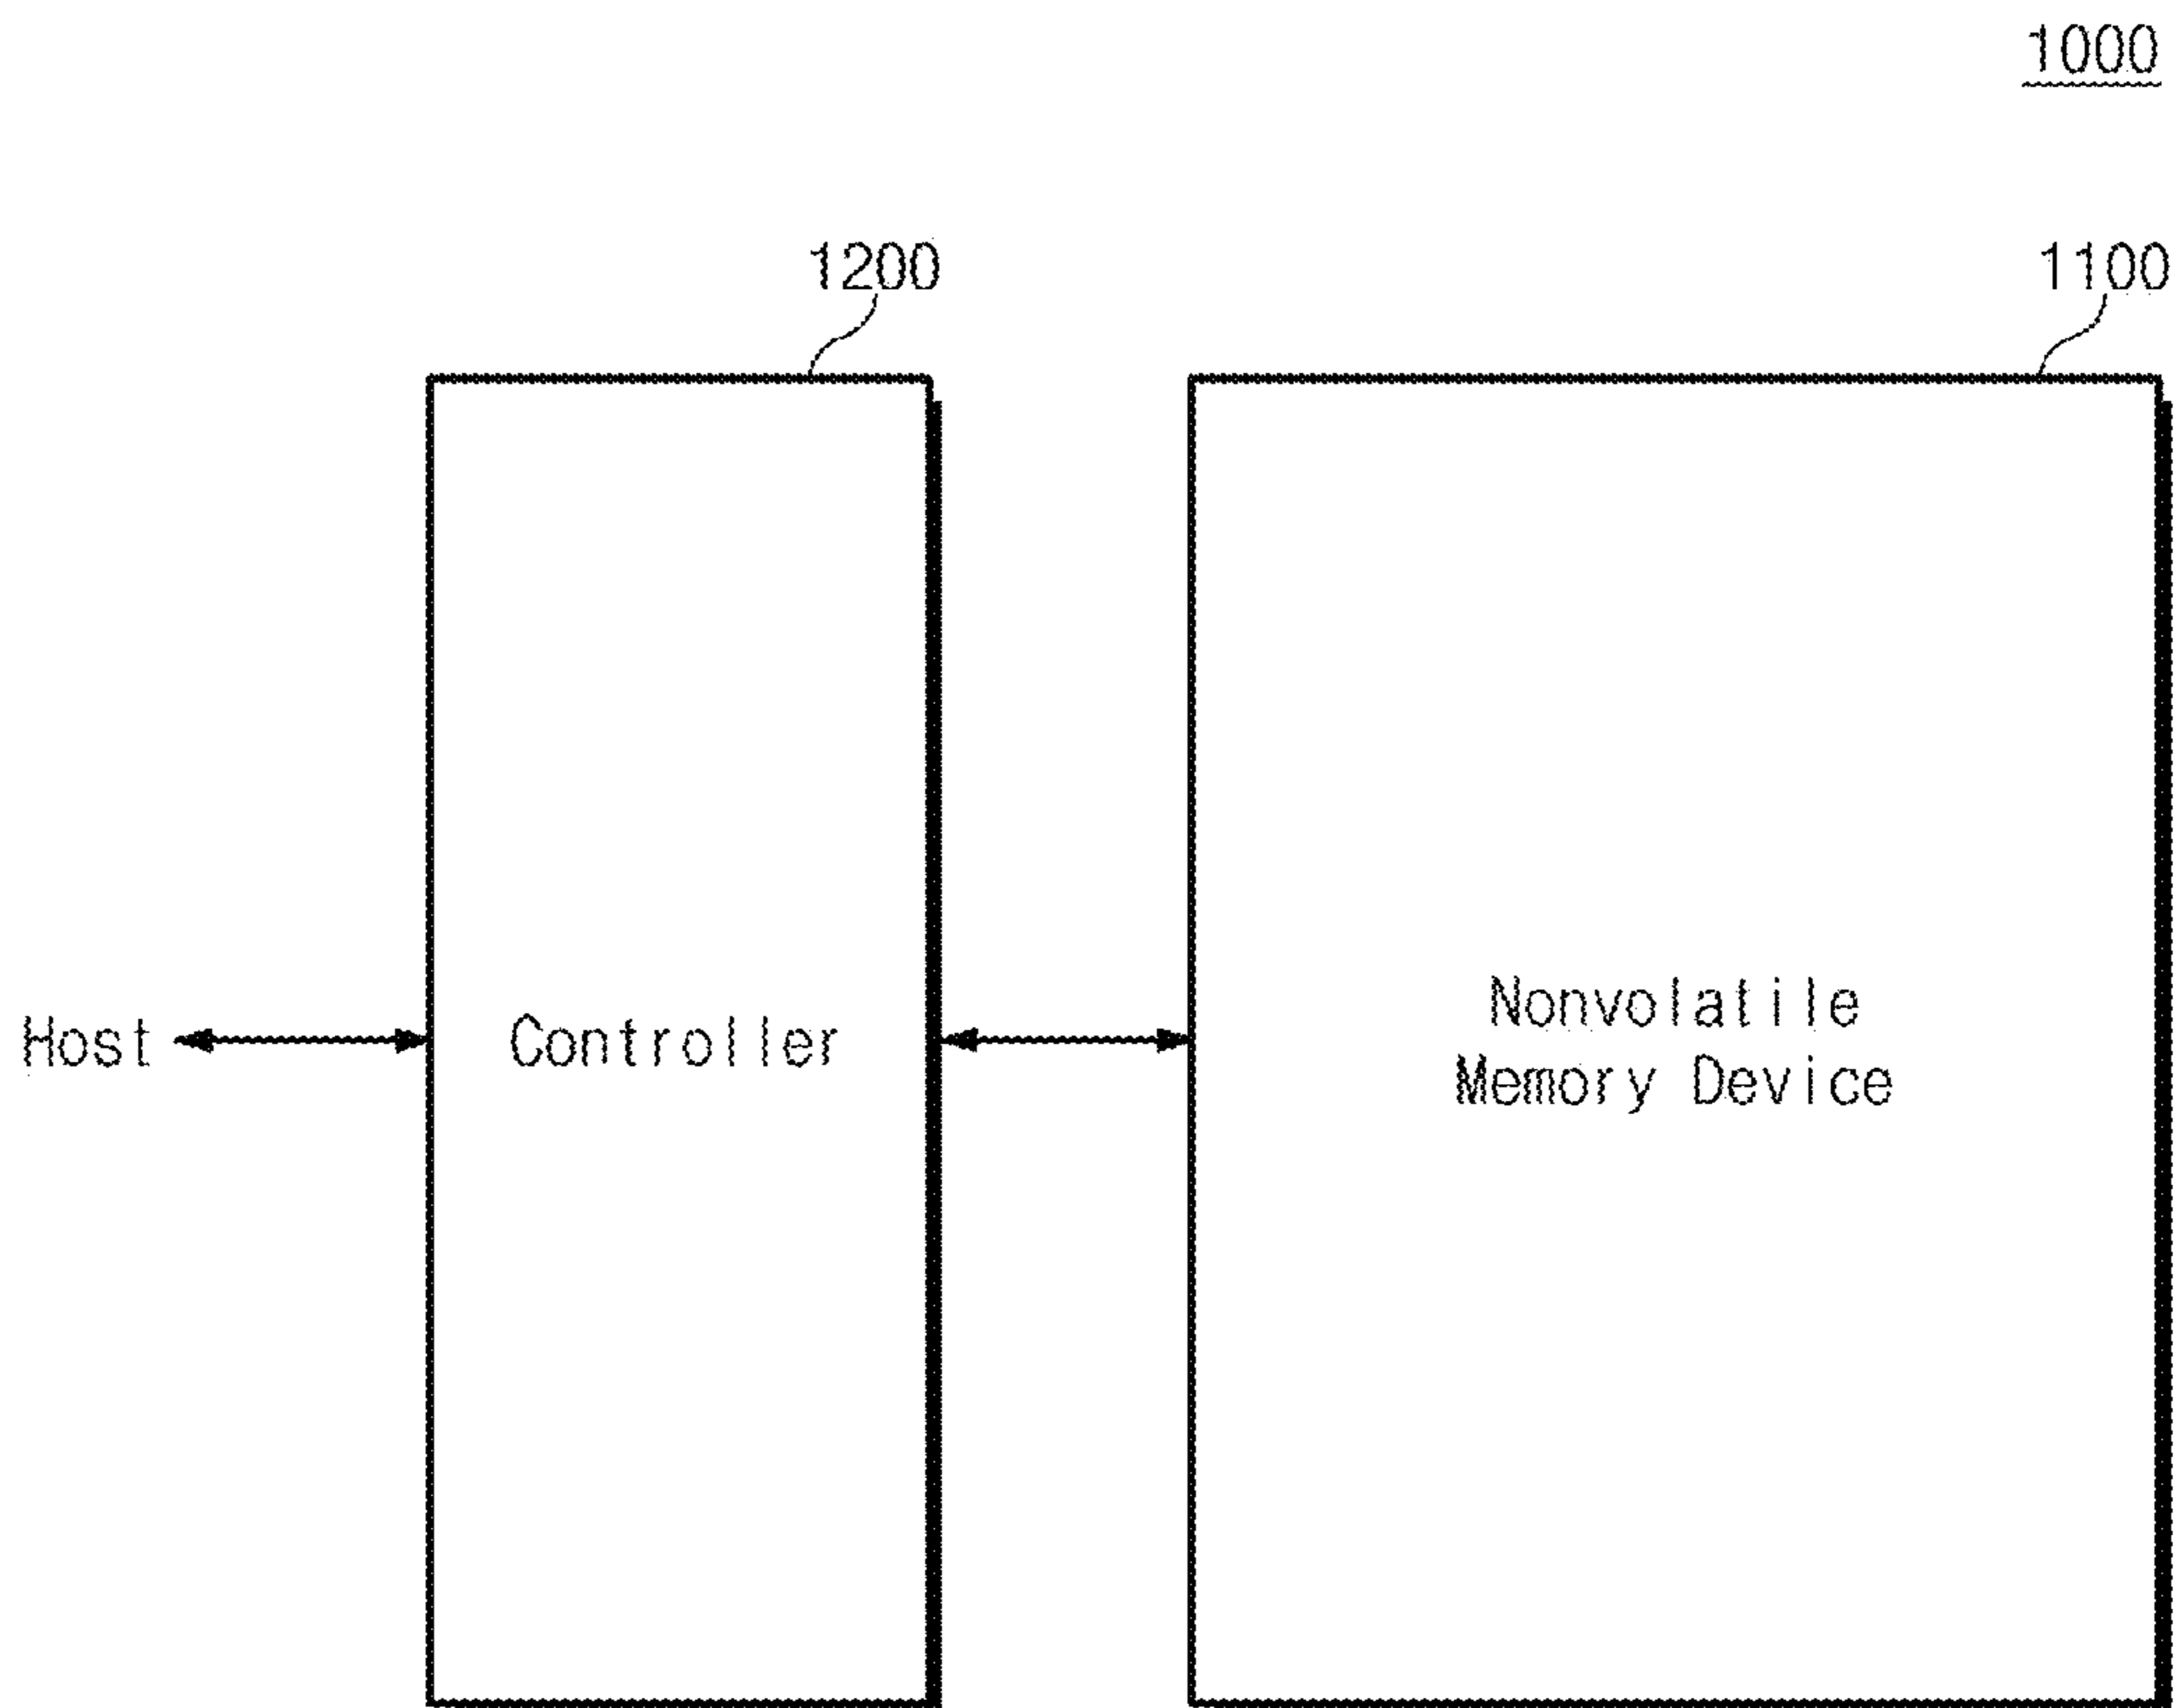 1000
1200
1100
Host
Controller
Nonvolatile
Memory Device